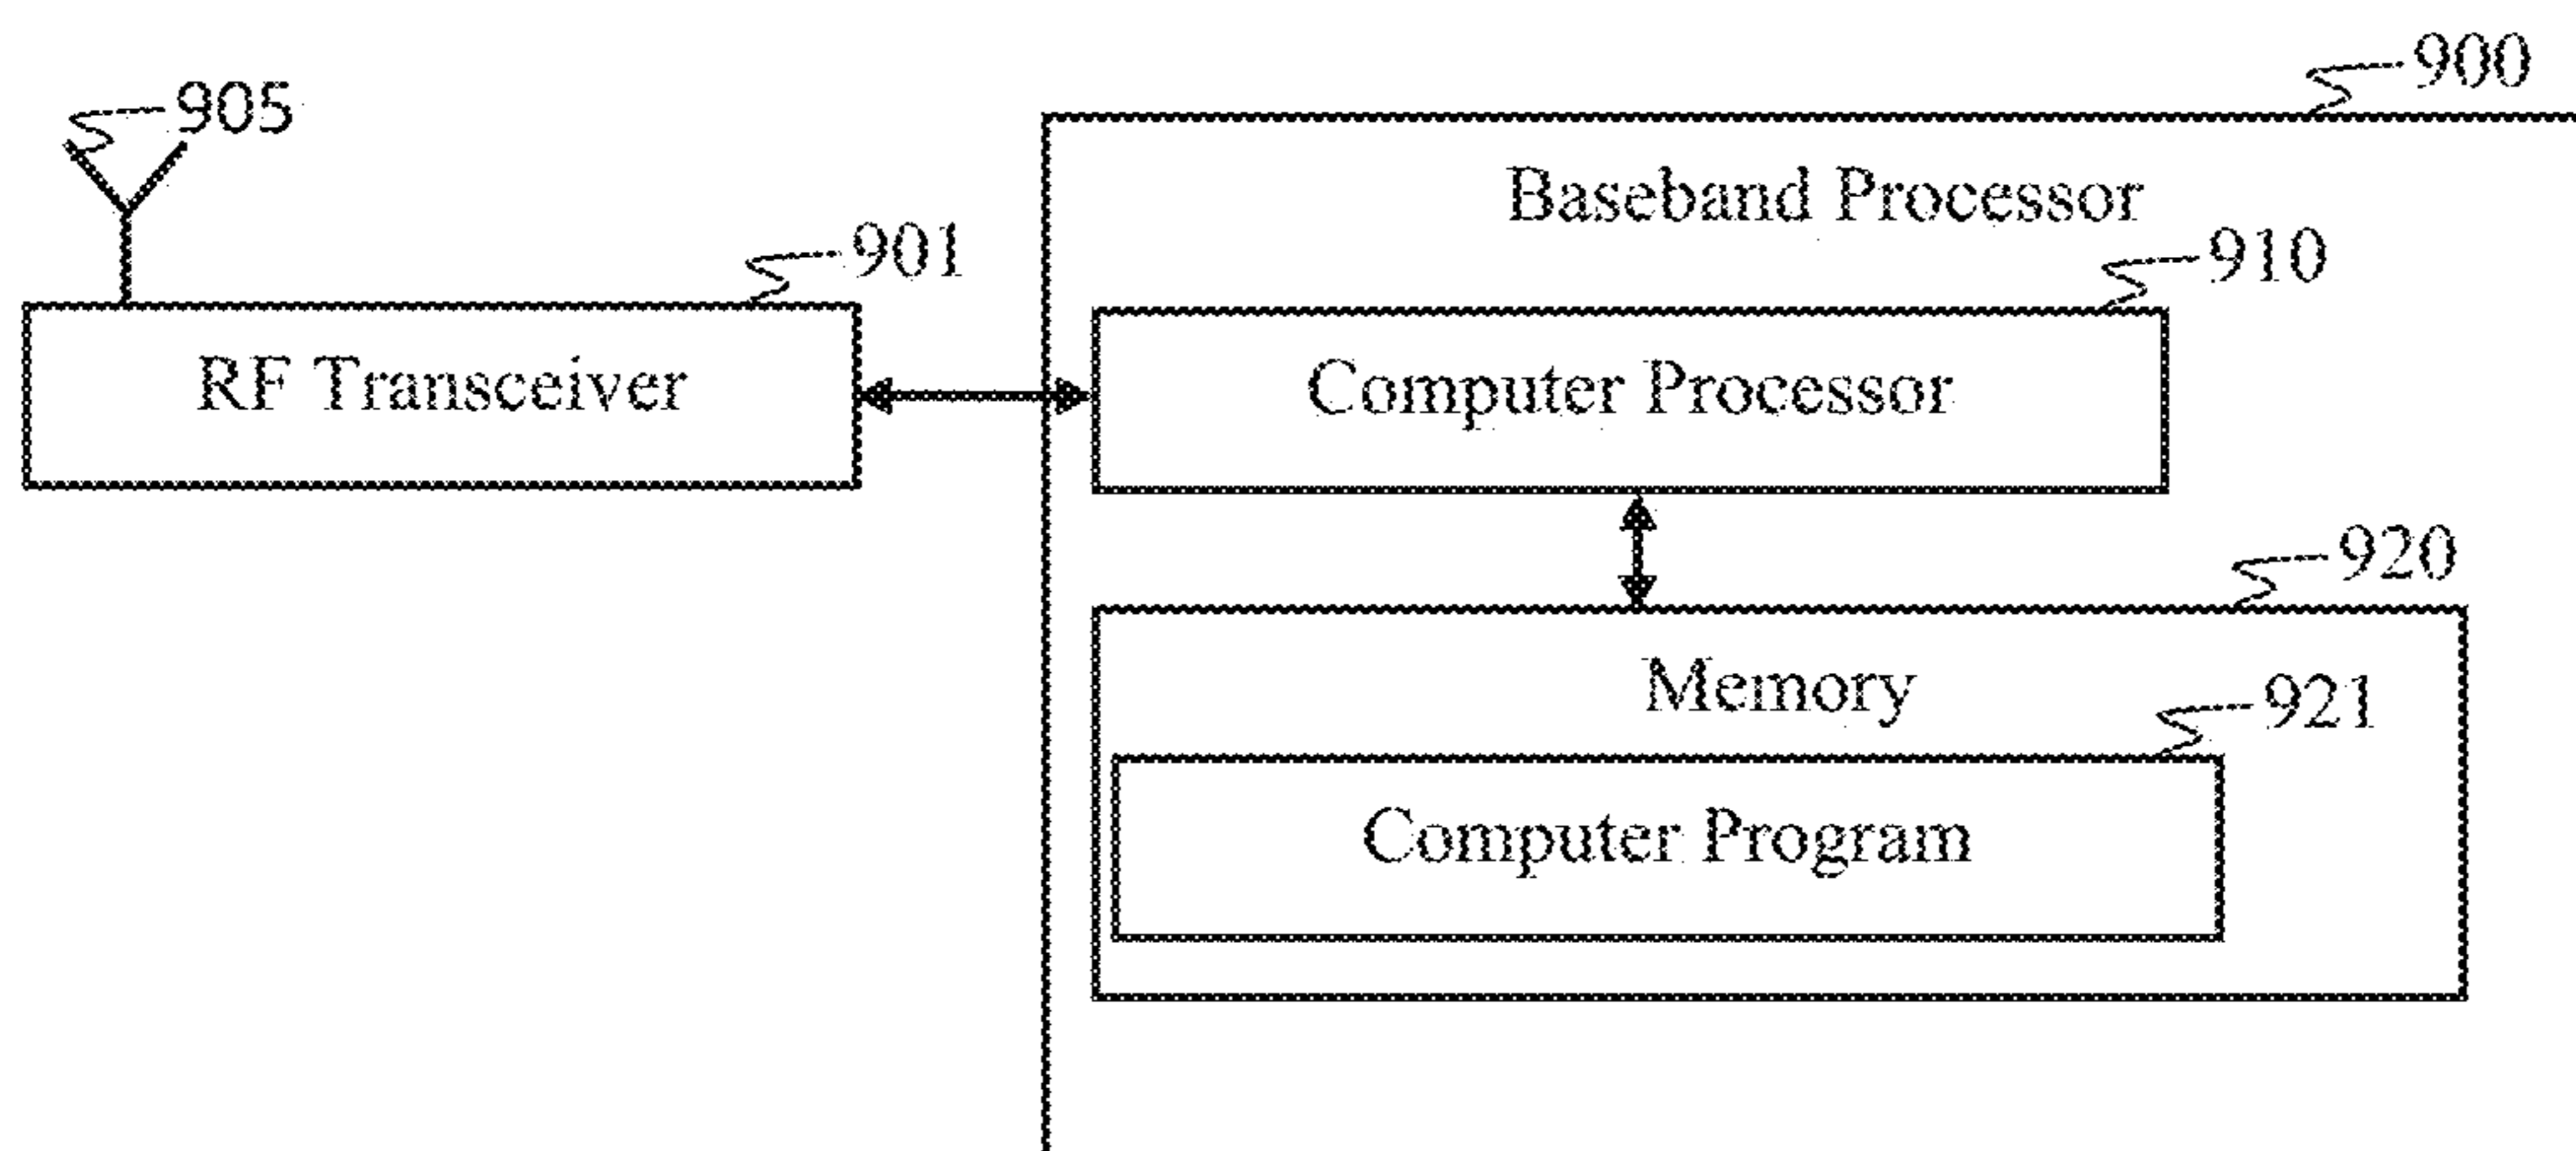 900
905
Baseband Processor
901
910
RF Transceiver
Computer Processor
920
Memory
921
Computer Program